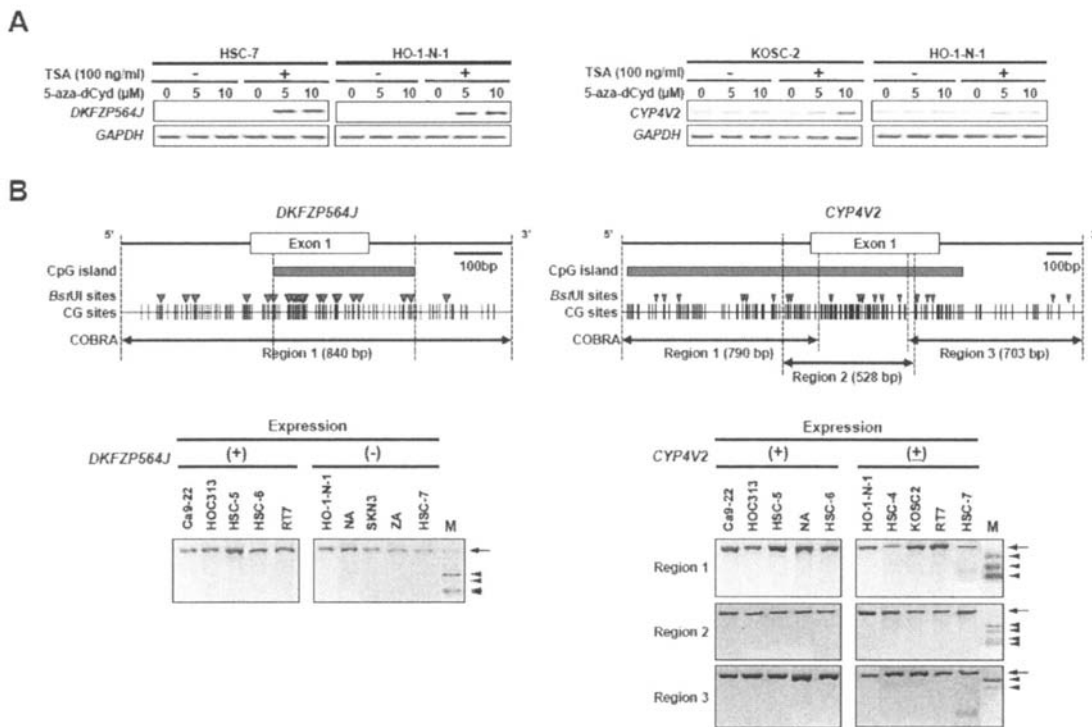 A
HSC-7 HO-1-N-1
TSA (100 ng/ml) - + - +
5-aza-dCyd (μM) 0 5 10 0 5 10 0 5 10 0 5 10
DKFZP564J
GAPDH
KOSC-2 HO-1-N-1
TSA (100 ng/ml) - + - +
5-aza-dCyd (μM) 0 5 10 0 5 10 0 5 10 0 5 10
CYP4V2
GAPDH
B
DKFZP564J
5' 3'
Exon 1
100bp
CpG island
BstUI sites
CG sites
COBRA
Region 1 (840 bp)
CYP4V2
5' 3'
Exon 1
100bp
CpG island
BstUI sites
CG sites
COBRA
Region 1 (790 bp)
Region 3 (703 bp)
Region 2 (528 bp)
Expression
DKFZP564J (+) (-)
Ca9-22 HOC313 HSC-5 HSC-6 RT7 HO-1-N-1 NA SKN3 ZA HSC-7 M
Expression
CYP4V2 (+) (±)
Ca9-22 HOC313 HSC-5 NA HSC-6 HO-1-N-1 HSC-4 KOSC2 RT7 HSC-7 M
Region 1
Region 2
Region 3